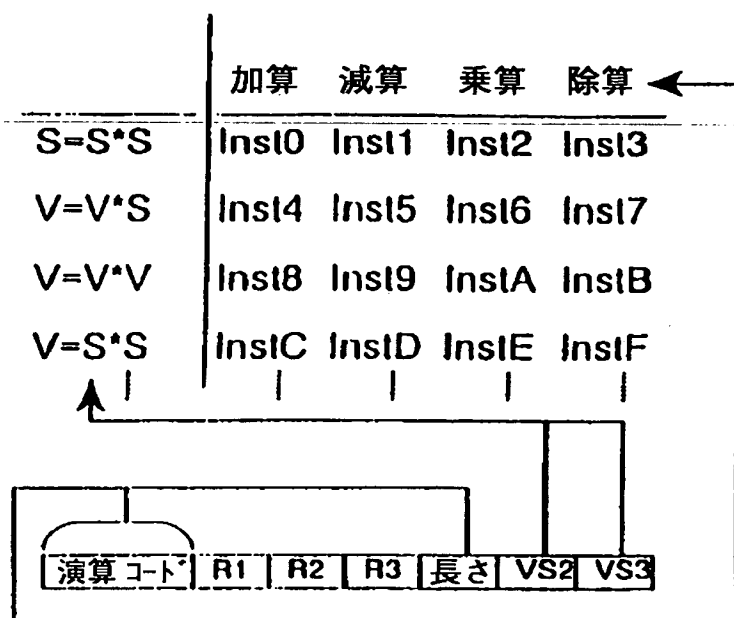 加算 減算 乗算 除算
S=S*S Inst0 Inst1 Inst2 Inst3
V=V*S Inst4 Inst5 Inst6 Inst7
V=V*V Inst8 Inst9 InstA InstB
V=S*S InstC InstD InstE InstF
演算コード R1 R2 R3 長さ VS2 VS3